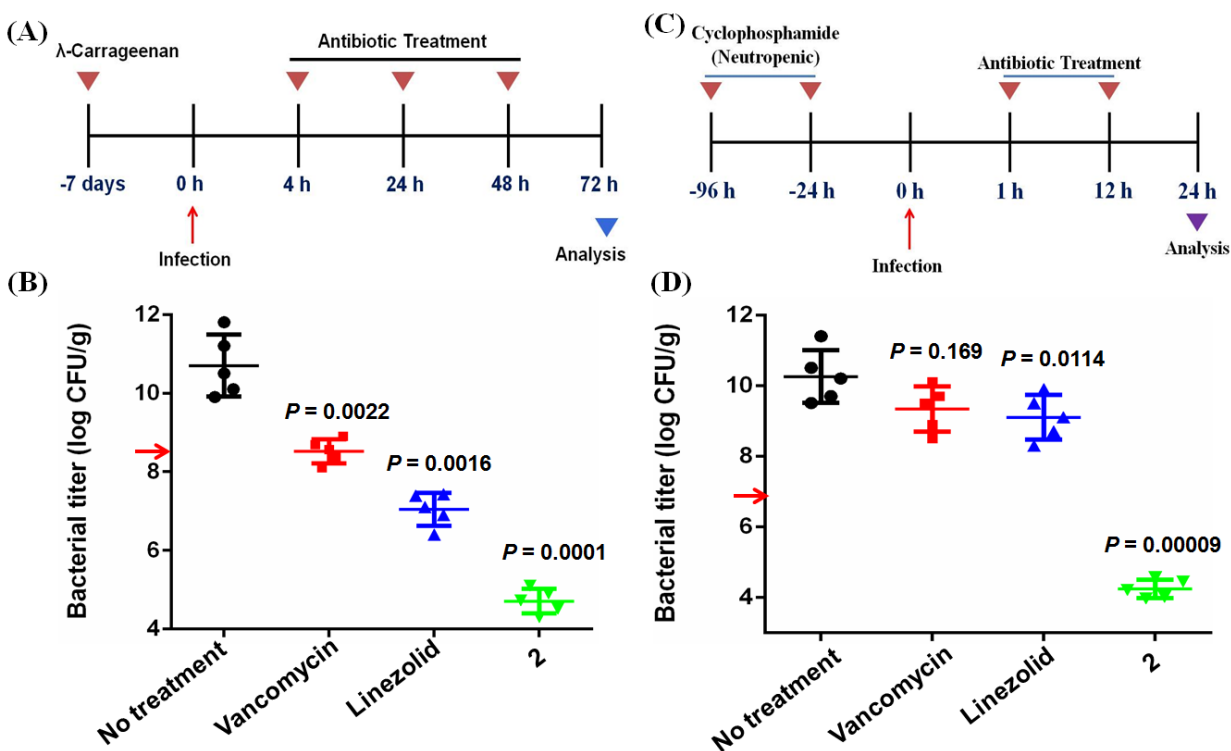 (A)
λ-Carrageenan
Antibiotic Treatment
-7 days
0 h
4 h
24 h
48 h
72 h
Infection
Analysis
(B)
Bacterial titer (log CFU/g)
12
10
8
6
4
P = 0.0022
P = 0.0016
P = 0.0001
No treatment
Vancomycin
Linezolid
2
(C)
Cyclophosphamide
(Neutropenic)
Antibiotic Treatment
-96 h
-24 h
0 h
1 h
12 h
24 h
Infection
Analysis
(D)
Bacterial titer (log CFU/g)
12
10
8
6
4
P = 0.169
P = 0.0114
P = 0.00009
No treatment
Vancomycin
Linezolid
2